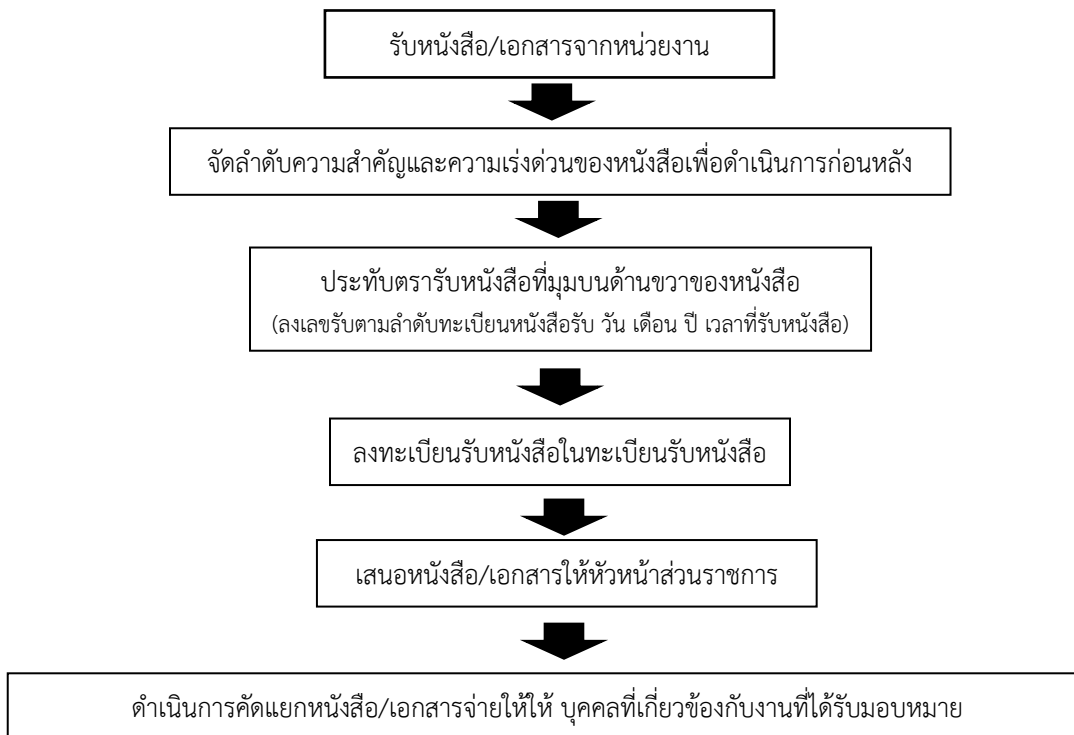 รับหนังสือ/เอกสารจากหน่วยงาน
จัดลำดับความสำคัญและความเร่งด่วนของหนังสือเพื่อดำเนินการก่อนหลัง
ประทับตรารับหนังสือที่มุมบนด้านขวาของหนังสือ
(ลงเลขรับตามลำดับทะเบียนหนังสือรับ วัน เดือน ปี เวลาที่รับหนังสือ)
ลงทะเบียนรับหนังสือในทะเบียนรับหนังสือ
เสนอหนังสือ/เอกสารให้หัวหน้าส่วนราชการ
ดำเนินการคัดแยกหนังสือ/เอกสารจ่ายให้ให้ บุคคลที่เกี่ยวข้องกับงานที่ได้รับมอบหมาย